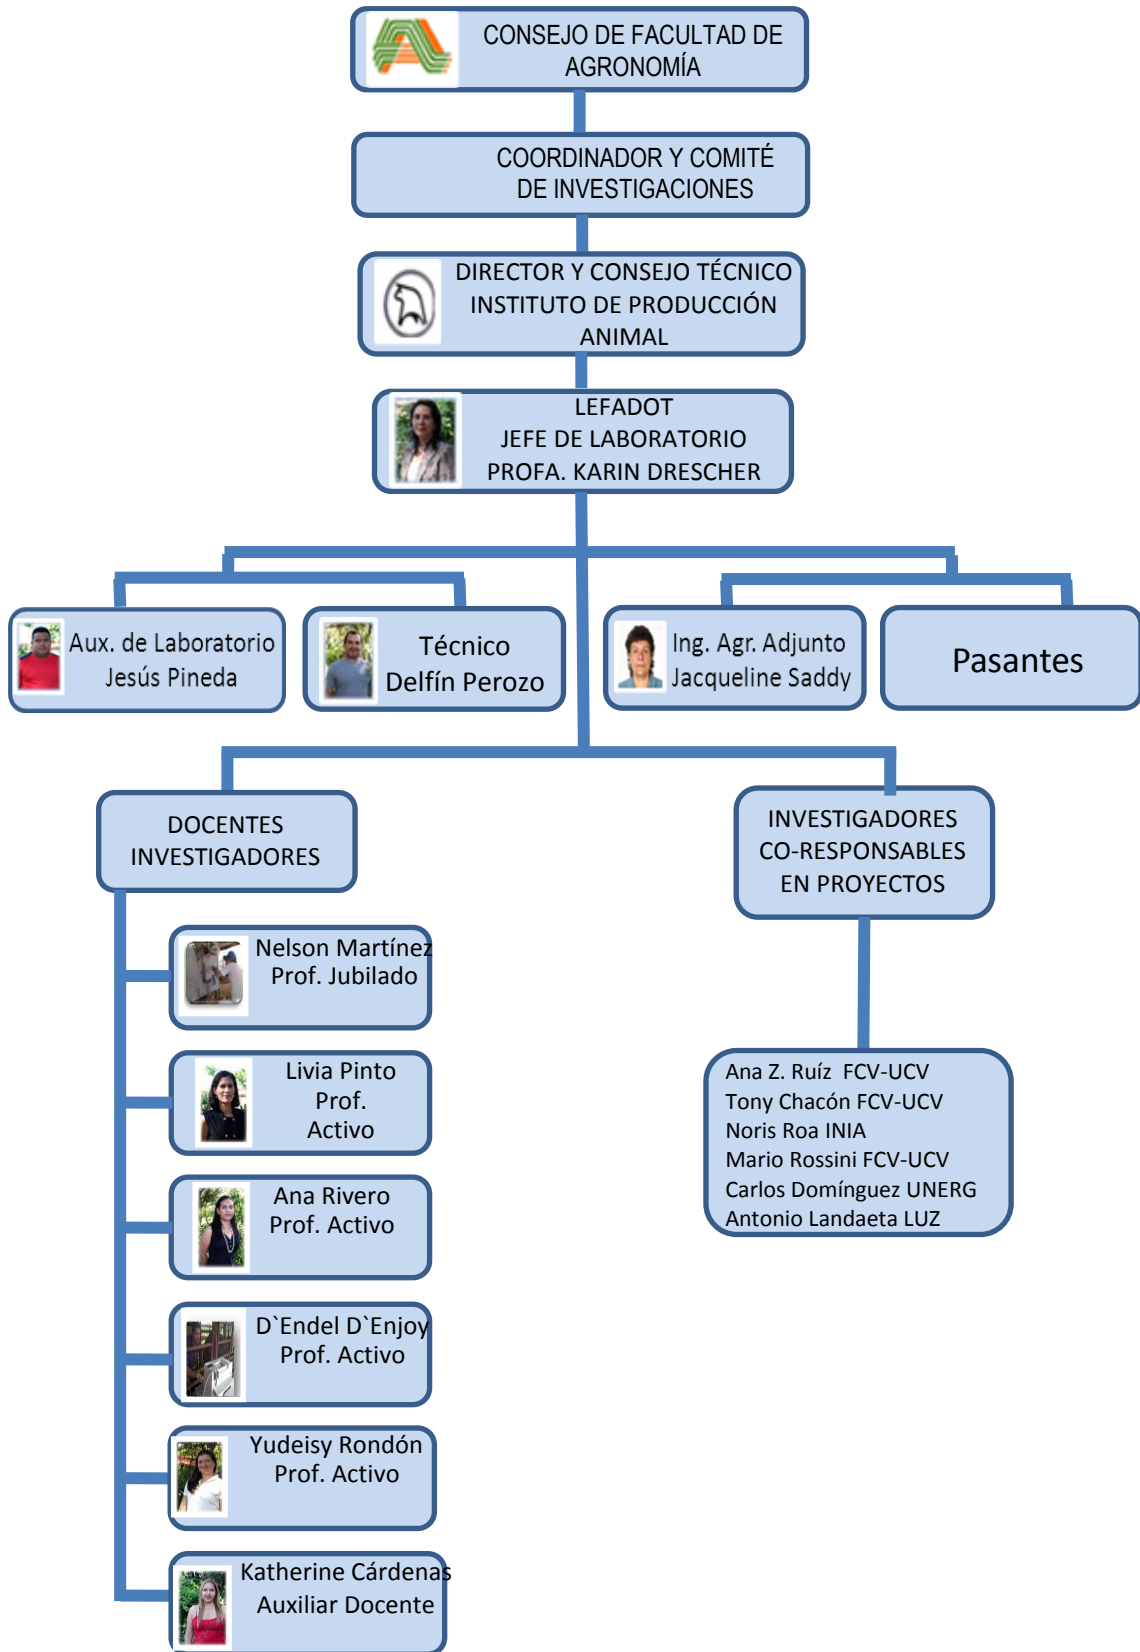 CONSEJO DE FACULTAD DE
AGRONOMÍA
COORDINADOR Y COMITÉ
DE INVESTIGACIONES
DIRECTOR Y CONSEJO TÉCNICO
INSTITUTO DE PRODUCCIÓN
ANIMAL
LEFADOT
JEFE DE LABORATORIO
PROFA. KARIN DRESCHER
Aux. de Laboratorio
Jesús Pineda
Técnico
Delfín Perozo
Ing. Agr. Adjunto
Jacqueline Saddy
Pasantes
DOCENTES
INVESTIGADORES
INVESTIGADORES
CO-RESPONSABLES
EN PROYECTOS
Nelson Martínez
Prof. Jubilado
Livia Pinto
Prof.
Activo
Ana Rivero
Prof. Activo
D`Endel D`Enjoy
Prof. Activo
Yudeisy Rondón
Prof. Activo
Katherine Cárdenas
Auxiliar Docente
Ana Z. Ruíz  FCV-UCV
Tony Chacón FCV-UCV
Noris Roa INIA
Mario Rossini FCV-UCV
Carlos Domínguez UNERG
Antonio Landaeta LUZ